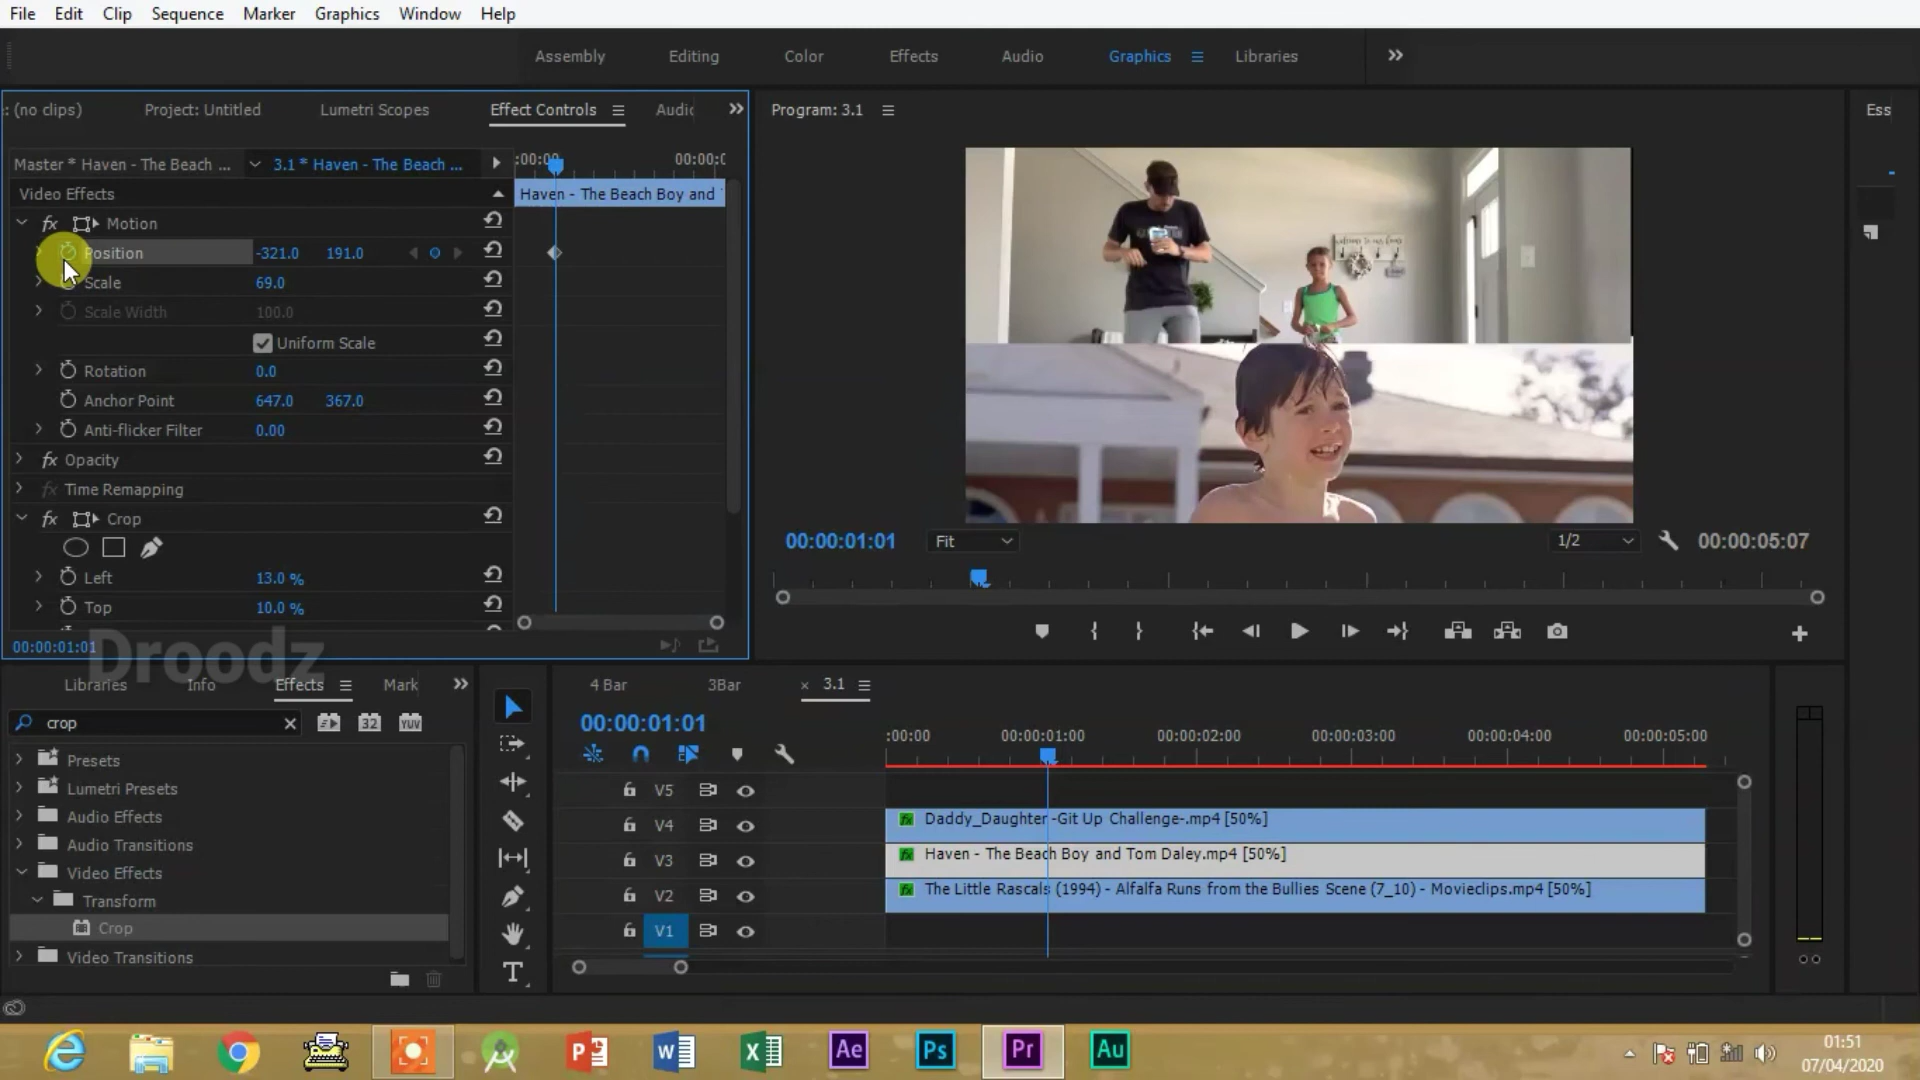 File Edit Clip Sequence Marker Graphics Window Help
Assembly Editing Color Effects Audio Graphics Libraries
: (no clips) Project: Untitled Lumetri Scopes Effect Controls Audio
Program: 3.1
Ess
Master * Haven - The Beach ... 3.1 * Haven - The Beach ...
:00:00 00:00:0
Video Effects
Haven - The Beach Boy and
Motion
Position -321.0 191.0
Scale 69.0
Scale Width 100.0
Uniform Scale
Rotation 0.0
Anchor Point 647.0 367.0
Anti-flicker Filter 0.00
Opacity
Time Remapping
Crop
Left 13.0 %
Top 10.0 %
00:00:01:01
00:00:01:01 Fit 1/2 00:00:05:07
Droodz
Libraries Info Effects Mark
crop
32 YUV
Presets
Lumetri Presets
Audio Effects
Audio Transitions
Video Effects
Transform
Crop
Video Transitions
4 Bar 3Bar × 3.1
00:00:01:01
:00:00 00:00:01:00 00:00:02:00 00:00:03:00 00:00:04:00 00:00:05:00
V5
V4 Daddy_Daughter -Git Up Challenge-.mp4 [50%]
V3 Haven - The Beach Boy and Tom Daley.mp4 [50%]
V2 The Little Rascals (1994) - Alfalfa Runs from the Bullies Scene (7_10) - Movieclips.mp4 [50%]
V1
T
Ae Ps Pr Au
01:51
07/04/2020